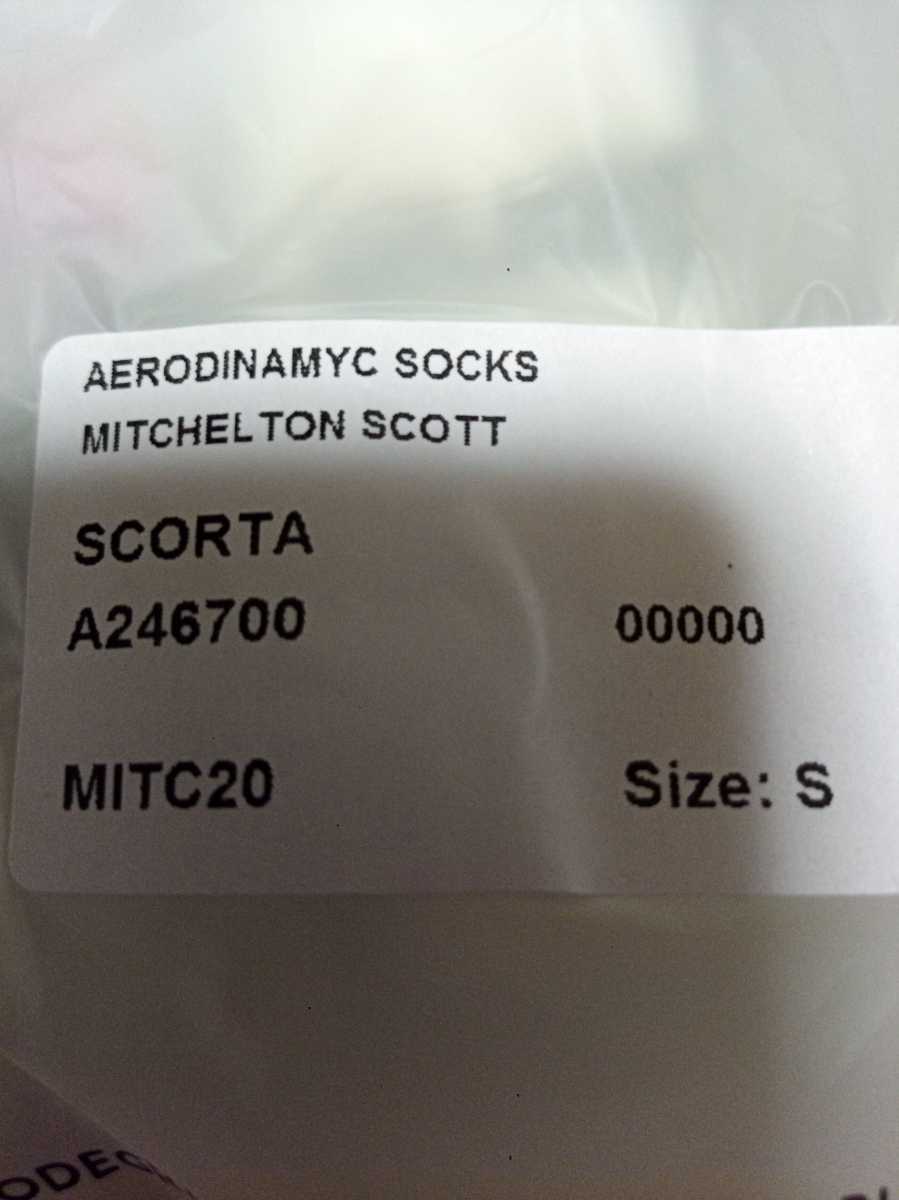 AERODINAMYC SOCKS
MITCHELTON SCOTT
SCORTA
A246700 00000
MITC20 Size: S